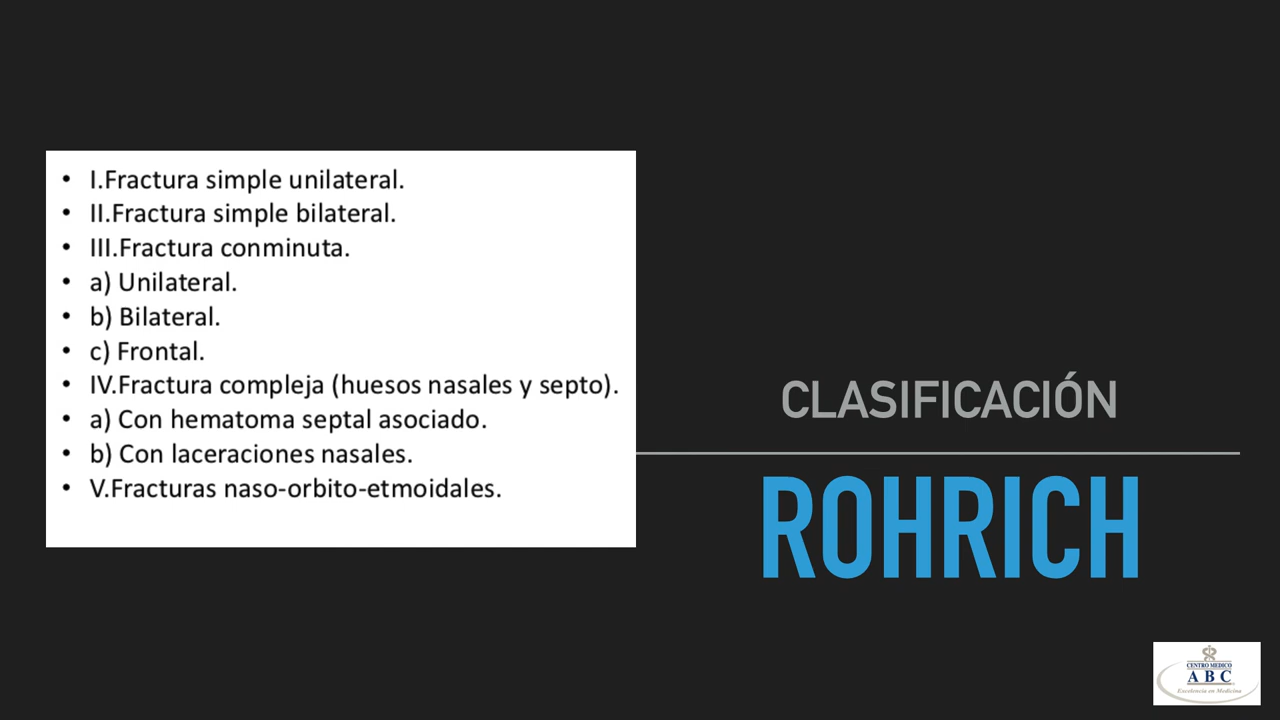 • I.Fractura simple unilateral.
• II.Fractura simple bilateral.
• III.Fractura conminuta.
• a) Unilateral.
• b) Bilateral.
• c) Frontal.
• IV.Fractura compleja (huesos nasales y septo).
• a) Con hematoma septal asociado.
• b) Con laceraciones nasales.
• V.Fracturas naso-orbito-etmoidales.
CLASIFICACIÓN
ROHRICH
CENTRO MEDICO
ABC
Excelencia en Medicina